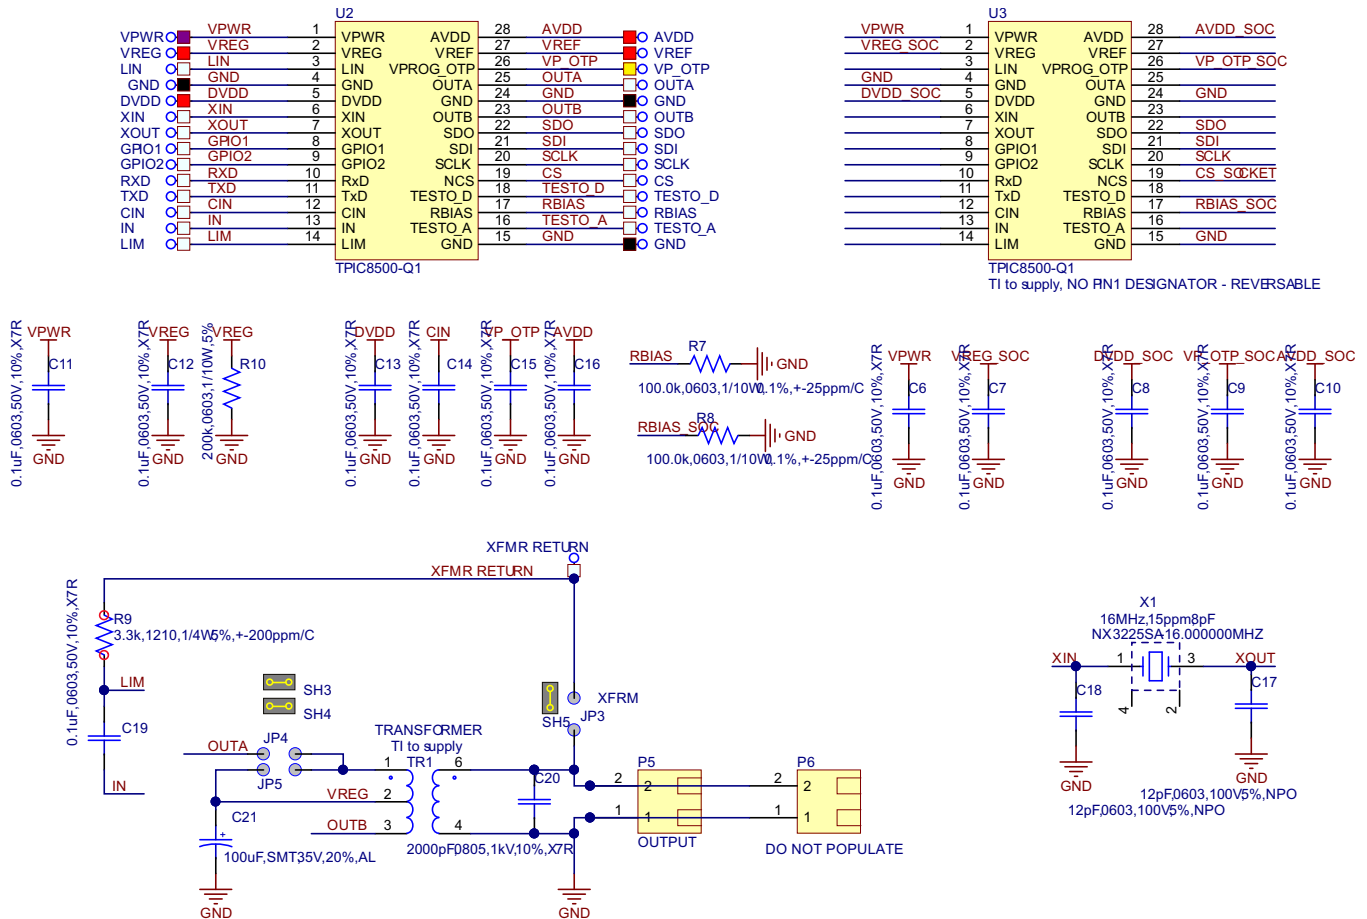 U2
VPWR VPWR 1 VPWR AVDD 28 AVDD AVDD
VREG VREG 2 VREG VREF 27 VREF VREF
LIN LIN 3 LIN VPROG_OTP 26 VP_OTP VP_OTP
GND GND 4 GND OUTA 25 OUTA OUTA
DVDD DVDD 5 DVDD GND 24 GND GND
XIN XIN 6 XIN OUTB 23 OUTB OUTB
XOUT XOUT 7 XOUT SDO 22 SDO SDO
GPIO1 GPIO1 8 GPIO1 SDI 21 SDI SDI
GPIO2 GPIO2 9 GPIO2 SCLK 20 SCLK SCLK
RXD RXD 10 RxD NCS 19 CS CS
TXD TXD 11 TxD TESTO_D 18 TESTO_D TESTO_D
CIN CIN 12 CIN RBIAS 17 RBIAS RBIAS
IN IN 13 IN TESTO_A 16 TESTO_A TESTO_A
LIM LIM 14 LIM GND 15 GND GND
TPIC8500-Q1
U3
VPWR 1 VPWR AVDD 28 AVDD_SOC
VREG_SOC 2 VREG VREF 27
3 LIN VPROG_OTP 26 VP_OTP_SOC
GND 4 GND OUTA 25
DVDD_SOC 5 DVDD GND 24 GND
6 XIN OUTB 23
7 XOUT SDO 22 SDO
8 GPIO1 SDI 21 SDI
9 GPIO2 SCLK 20 SCLK
10 RxD NCS 19 CS_SOCKET
11 TxD TESTO_D 18
12 CIN RBIAS 17 RBIAS_SOC
13 IN TESTO_A 16
14 LIM GND 15 GND
TPIC8500-Q1
TI to supply, NO PIN1 DESIGNATOR - REVERSABLE
VPWR
C11
0.1uF,0603,50V,10%,X7R
GND
VREG
C12
0.1uF,0603,50V,10%,X7R
GND
VREG
R10
200k,0603,1/10W,5%
GND
DVDD
C13
0.1uF,0603,50V,10%,X7R
GND
CIN
C14
0.1uF,0603,50V,10%,X7R
GND
VP_OTP
C15
0.1uF,0603,50V,10%,X7R
GND
AVDD
C16
0.1uF,0603,50V,10%,X7R
GND
RBIAS
R7
GND
100.0k,0603,1/10W,0.1%,+-25ppm/C
RBIAS_SOC
R8
GND
100.0k,0603,1/10W,0.1%,+-25ppm/C
VPWR
C6
0.1uF,0603,50V,10%,X7R
GND
VREG_SOC
C7
0.1uF,0603,50V,10%,X7R
GND
DVDD_SOC
C8
0.1uF,0603,50V,10%,X7R
GND
VP_OTP_SOC
C9
0.1uF,0603,50V,10%,X7R
GND
AVDD_SOC
C10
0.1uF,0603,50V,10%,X7R
GND
XFMR RETURN
XFMR RETURN
R9
3.3k,1210,1/4W,5%,+-200ppm/C
LIM
C19
0.1uF,0603,50V,10%,X7R
IN
SH3
SH4
SH5
XFRM
JP3
OUTA
JP4
JP5
TRANSFORMER
TI to supply
TR1
1
6
VREG 2
OUTB 3
4
C21
100uF,SMT,35V,20%,AL
GND
C20
2000pF,0805,1kV,10%,X7R
GND
P5
2 2
1 1
OUTPUT
P6
2 2
1 1
DO NOT POPULATE
X1
16MHz,15ppm,8pF
NX3225SA-16.000000MHZ
XIN 1 3 XOUT
4 2
C18
C17
GND
GND
12pF,0603,100V,5%,NPO
12pF,0603,100V,5%,NPO